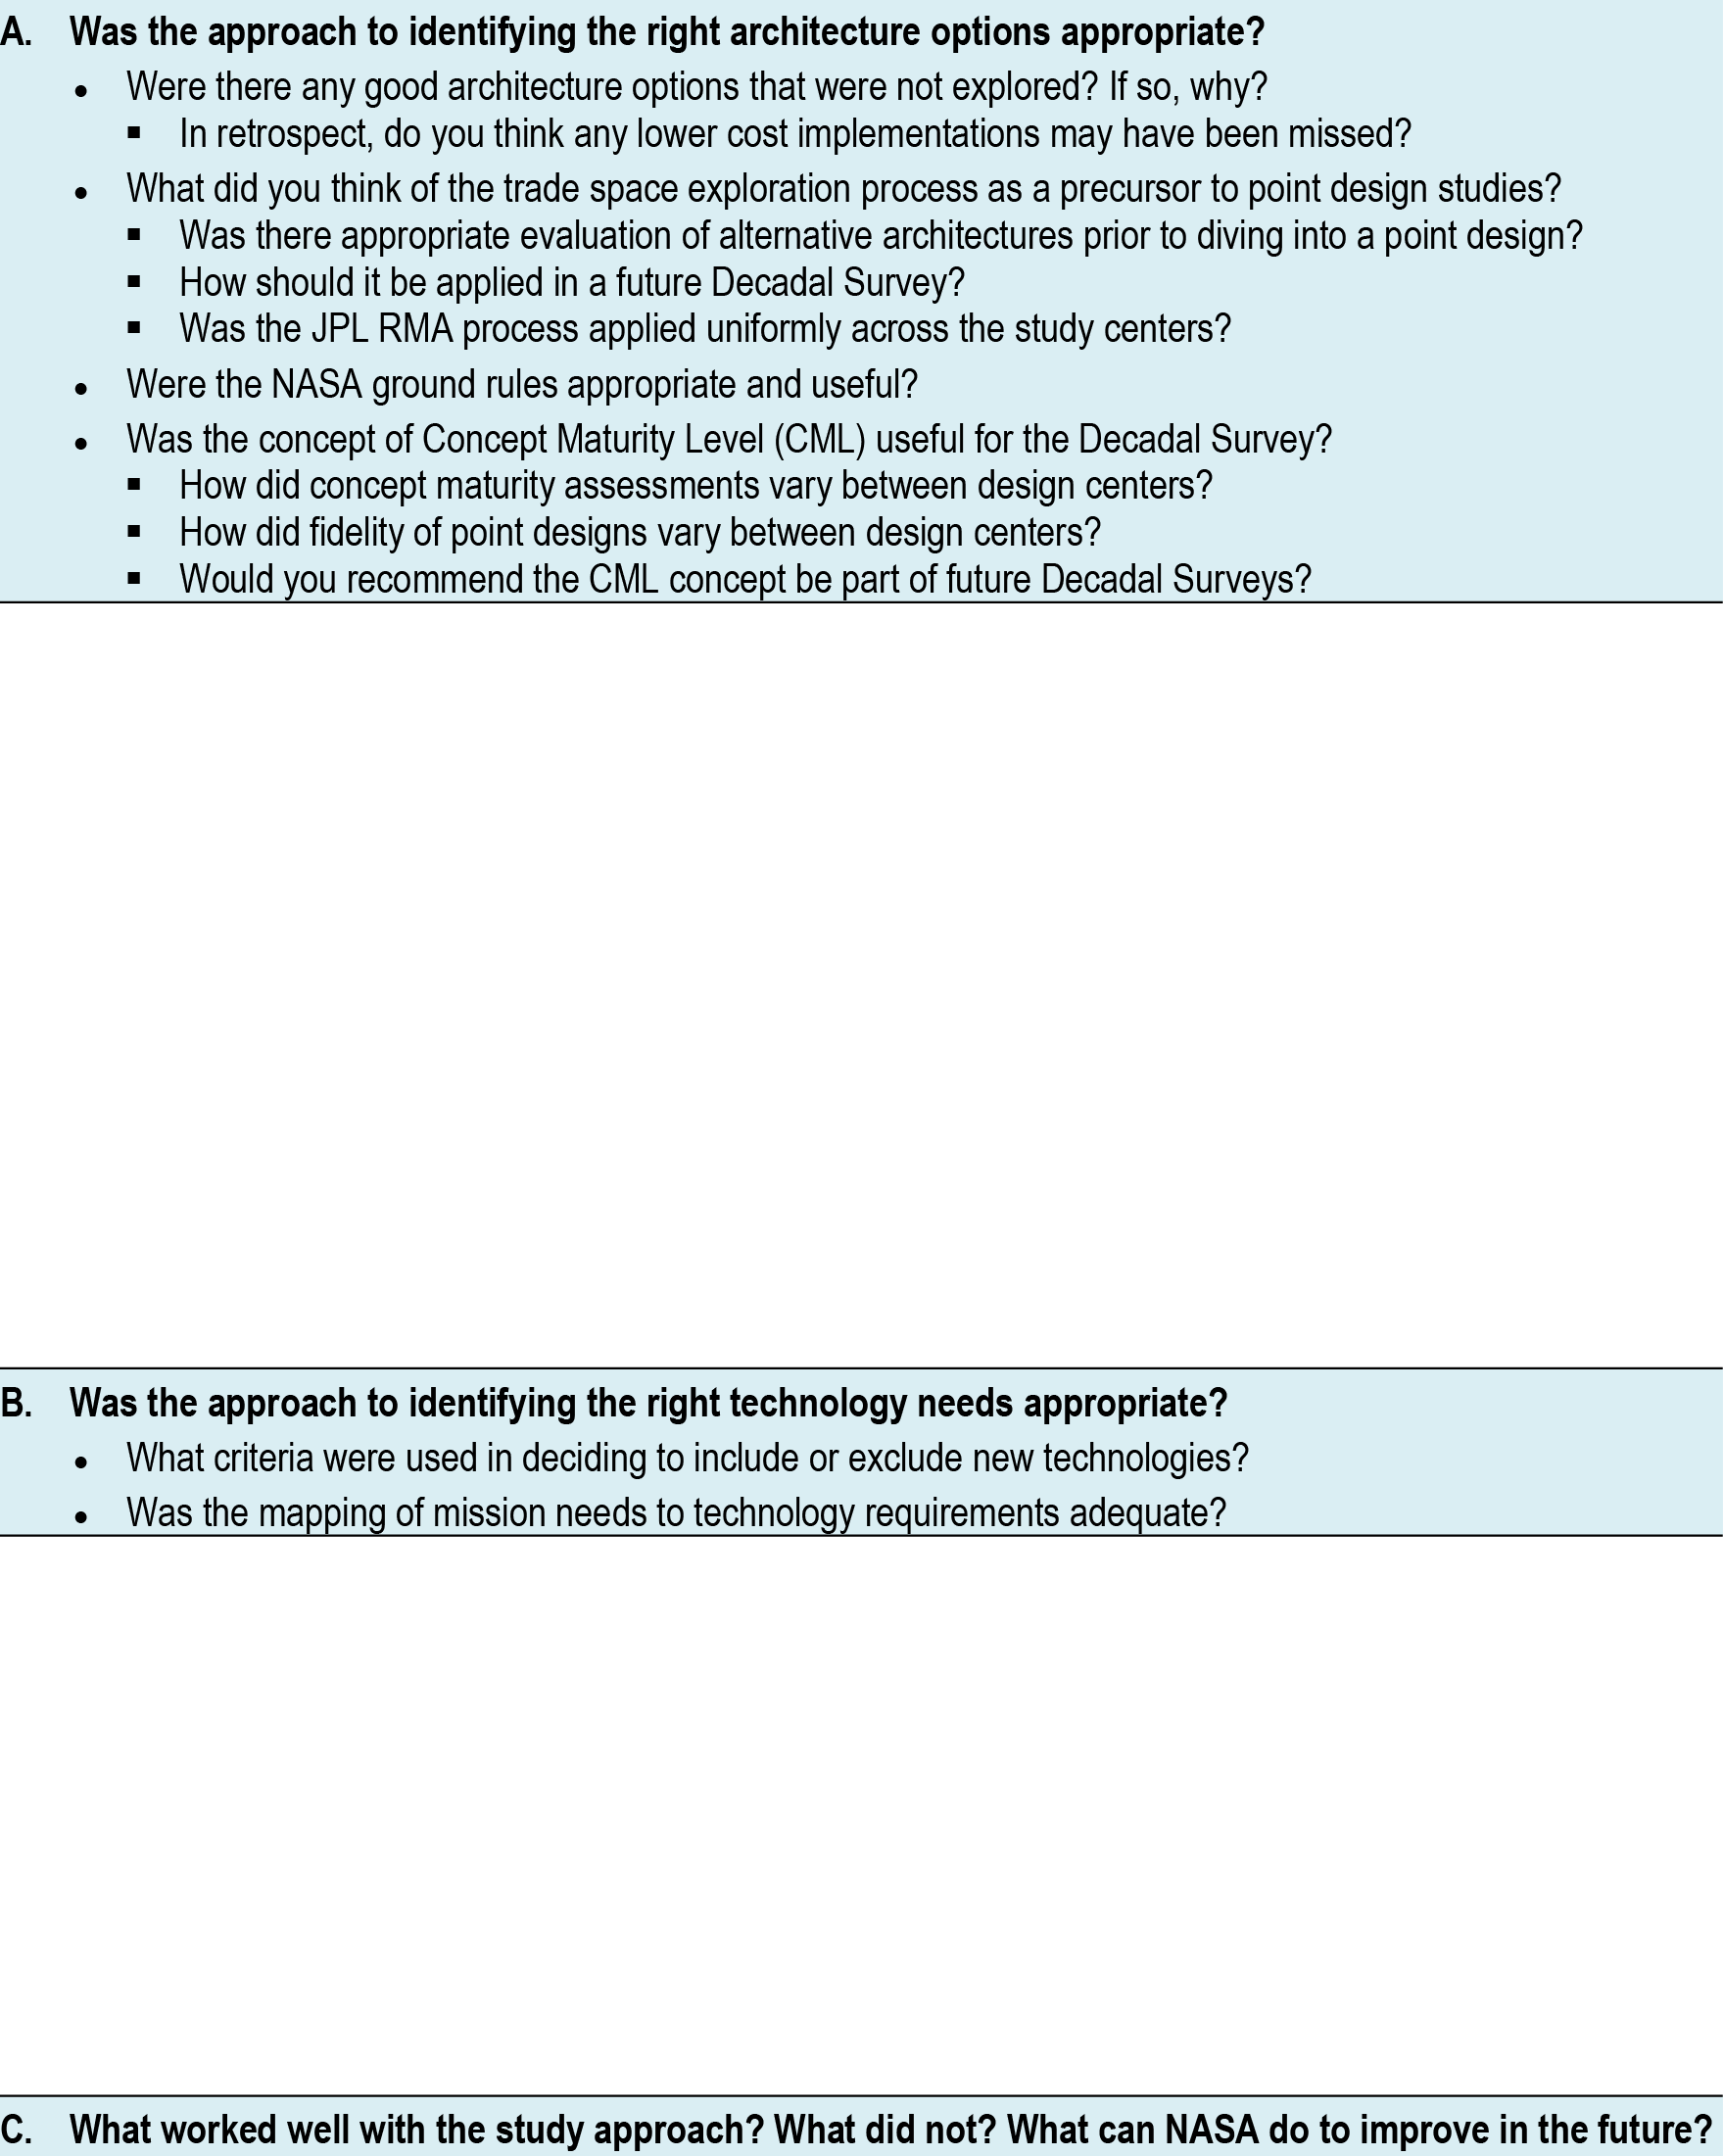 A. Was the approach to identifying the right architecture options appropriate?
• Were there any good architecture options that were not explored? If so, why?
▪ In retrospect, do you think any lower cost implementations may have been missed?
• What did you think of the trade space exploration process as a precursor to point design studies?
▪ Was there appropriate evaluation of alternative architectures prior to diving into a point design?
▪ How should it be applied in a future Decadal Survey?
▪ Was the JPL RMA process applied uniformly across the study centers?
• Were the NASA ground rules appropriate and useful?
• Was the concept of Concept Maturity Level (CML) useful for the Decadal Survey?
▪ How did concept maturity assessments vary between design centers?
▪ How did fidelity of point designs vary between design centers?
▪ Would you recommend the CML concept be part of future Decadal Surveys?
B. Was the approach to identifying the right technology needs appropriate?
• What criteria were used in deciding to include or exclude new technologies?
• Was the mapping of mission needs to technology requirements adequate?
C. What worked well with the study approach? What did not? What can NASA do to improve in the future?